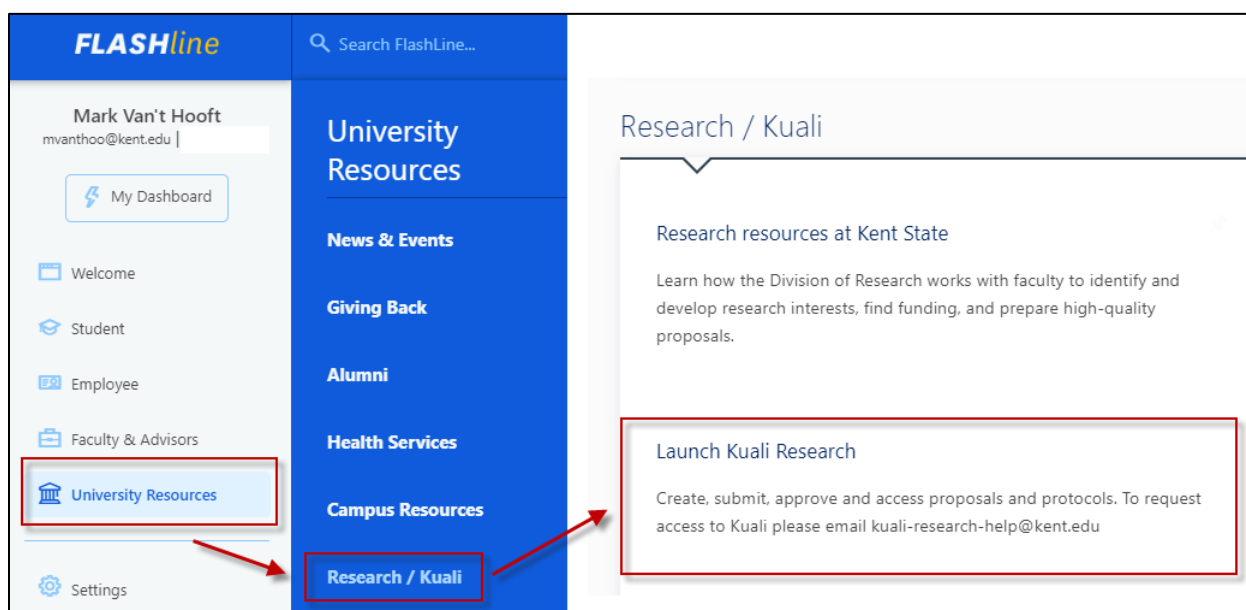 FLASHline
Search FlashLine...
Mark Van't Hooft
mvanthoo@kent.edu |
My Dashboard
Welcome
Student
Employee
Faculty & Advisors
University Resources
Settings
University
Resources
News & Events
Giving Back
Alumni
Health Services
Campus Resources
Research / Kuali
Research / Kuali
Research resources at Kent State
Learn how the Division of Research works with faculty to identify and
develop research interests, find funding, and prepare high-quality
proposals.
Launch Kuali Research
Create, submit, approve and access proposals and protocols. To request
access to Kuali please email kuali-research-help@kent.edu